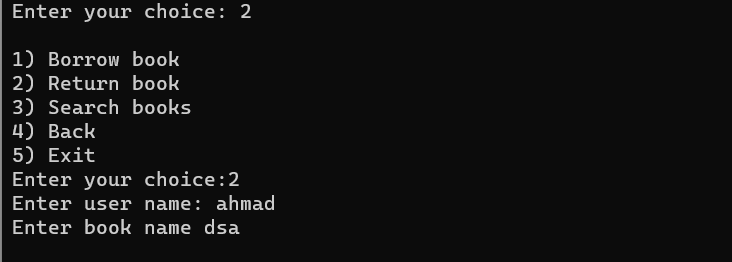 Enter your choice: 2
1) Borrow book
2) Return book
3) Search books
4) Back
5) Exit
Enter your choice:2
Enter user name: ahmad
Enter book name dsa